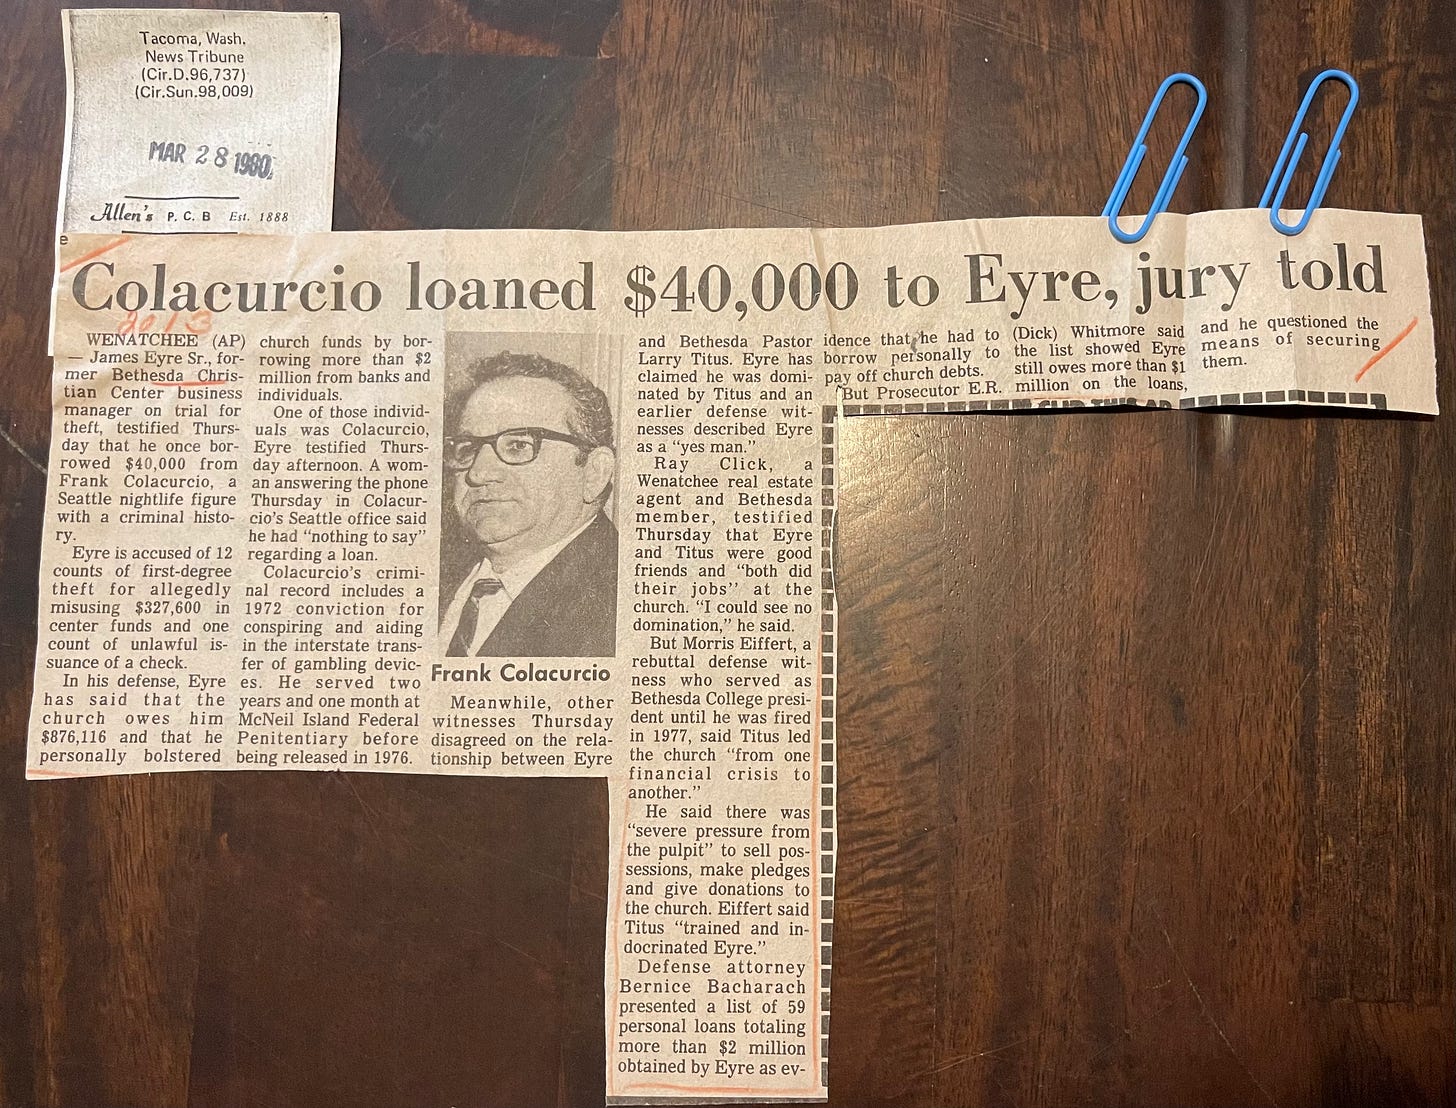 Tacoma, Wash.
News Tribune
(Cir.D.96,737)
(Cir.Sun.98,009)
MAR 28 1980
Allen's P. C. B Est. 1888
e
Colacurcio loaned $40,000 to Eyre, jury told
2013
WENATCHEE (AP)
— James Eyre Sr., for-
mer Bethesda Chris-
tian Center business
manager on trial for
theft, testified Thurs-
day that he once bor-
rowed $40,000 from
Frank Colacurcio, a
Seattle nightlife figure
with a criminal histo-
ry.
Eyre is accused of 12
counts of first-degree
theft for allegedly
misusing $327,600 in
center funds and one
count of unlawful is-
suance of a check.
In his defense, Eyre
has said that the
church owes him
$876,116 and that he
personally bolstered
church funds by bor-
rowing more than $2
million from banks and
individuals.
One of those individ-
uals was Colacurcio,
Eyre testified Thurs-
day afternoon. A wom-
an answering the phone
Thursday in Colacur-
cio's Seattle office said
he had "nothing to say"
regarding a loan.
Colacurcio's crimi-
nal record includes a
1972 conviction for
conspiring and aiding
in the interstate trans-
fer of gambling devic-
es. He served two
years and one month at
McNeil Island Federal
Penitentiary before
being released in 1976.
Frank Colacurcio
Meanwhile, other
witnesses Thursday
disagreed on the rela-
tionship between Eyre
and Bethesda Pastor
Larry Titus. Eyre has
claimed he was domi-
nated by Titus and an
earlier defense wit-
nesses described Eyre
as a "yes man."
Ray Click, a
Wenatchee real estate
agent and Bethesda
member, testified
Thursday that Eyre
and Titus were good
friends and "both did
their jobs" at the
church. "I could see no
domination," he said.
But Morris Eiffert, a
rebuttal defense wit-
ness who served as
Bethesda College presi-
dent until he was fired
in 1977, said Titus led
the church "from one
financial crisis to
another."
He said there was
"severe pressure from
the pulpit" to sell pos-
sessions, make pledges
and give donations to
the church. Eiffert said
Titus "trained and in-
docrinated Eyre."
Defense attorney
Bernice Bacharach
presented a list of 59
personal loans totaling
more than $2 million
obtained by Eyre as ev-
idence that he had to
borrow personally to
pay off church debts.
But Prosecutor E.R.
(Dick) Whitmore said
the list showed Eyre
still owes more than $1
million on the loans,
and he questioned the
means of securing
them.
CLIP THIS AD